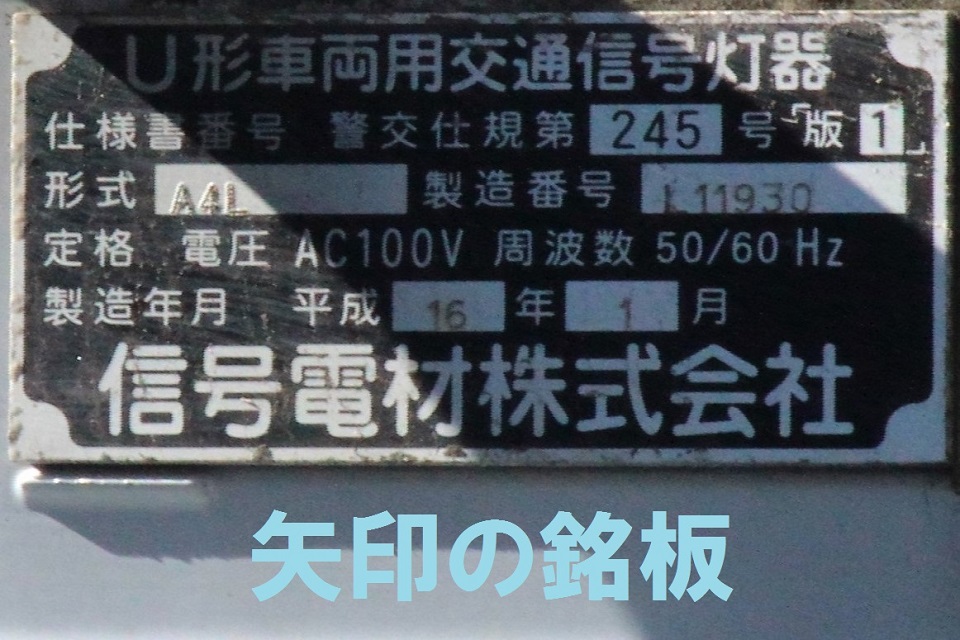 U形車両用交通信号灯器
仕様書番号 警交仕規第 245 号「版 1」
形式 A4L 製造番号 L11930
定格 電圧 AC100V 周波数 50/60 Hz
製造年月 平成 16 年 1 月
信号電材株式会社
矢印の銘板